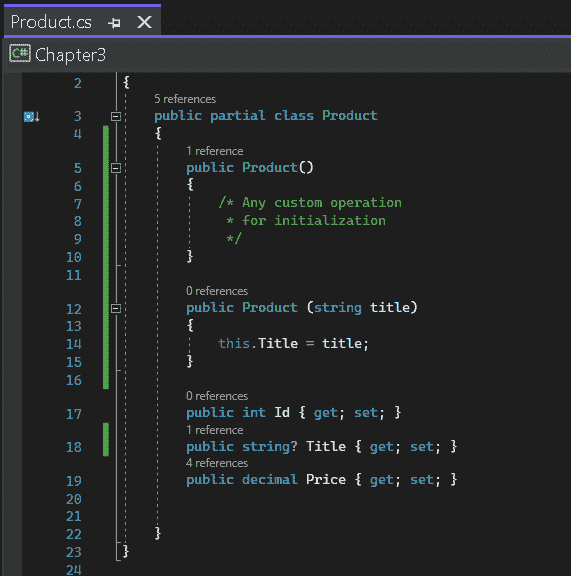 Product.cs
C# Chapter3
2 {
5 references
3 public partial class Product
4 {
1 reference
5 public Product()
6 {
7 /* Any custom operation
8 * for initialization
9 */
10 }
11
0 references
12 public Product (string title)
13 {
14 this.Title = title;
15 }
16
0 references
17 public int Id { get; set; }
1 reference
18 public string? Title { get; set; }
4 references
19 public decimal Price { get; set; }
20
21
22 }
23 }
24